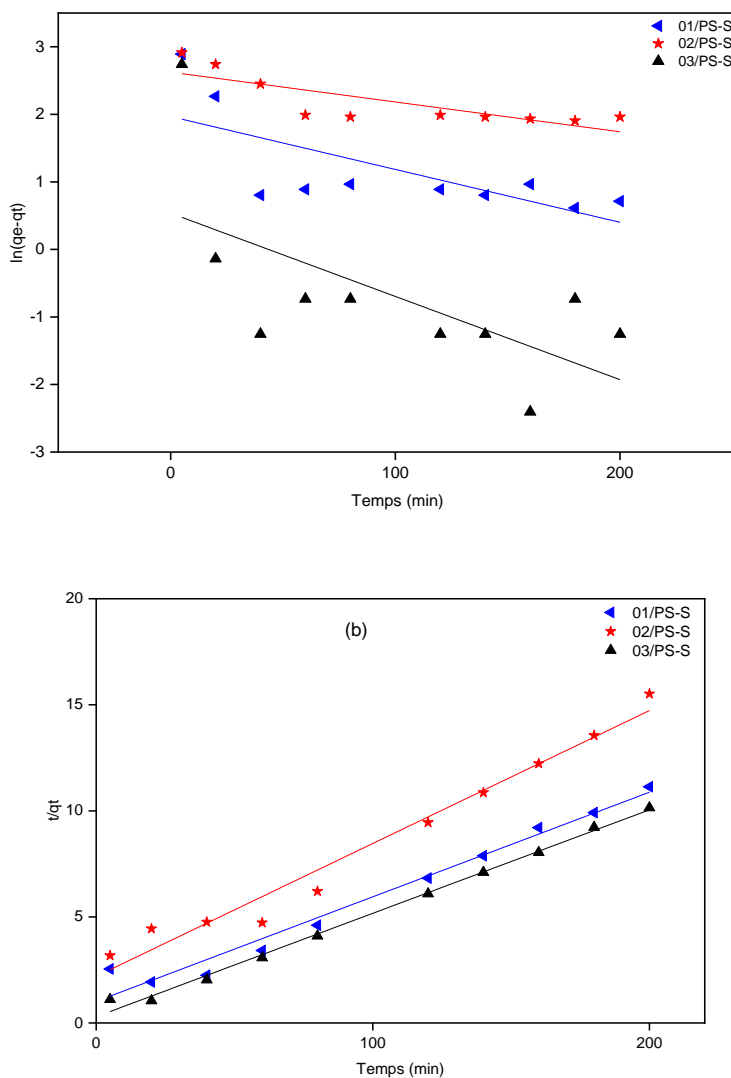 01/PS-S
02/PS-S
03/PS-S
3
2
1
0
-1
-2
-3
ln(qe-qt)
0 100 200
Temps (min)
20
15
10
5
0
t/qt
(b)
01/PS-S
02/PS-S
03/PS-S
0 100 200
Temps (min)